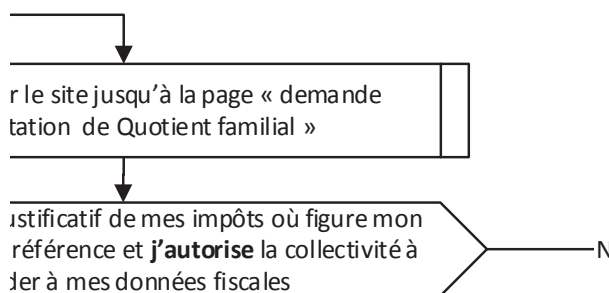 r le site jusqu'à la page « demande
tation de Quotient familial »
ustificatif de mes impôts où figure mon
référence et j'autorise la collectivité à
der à mes données fiscales
N